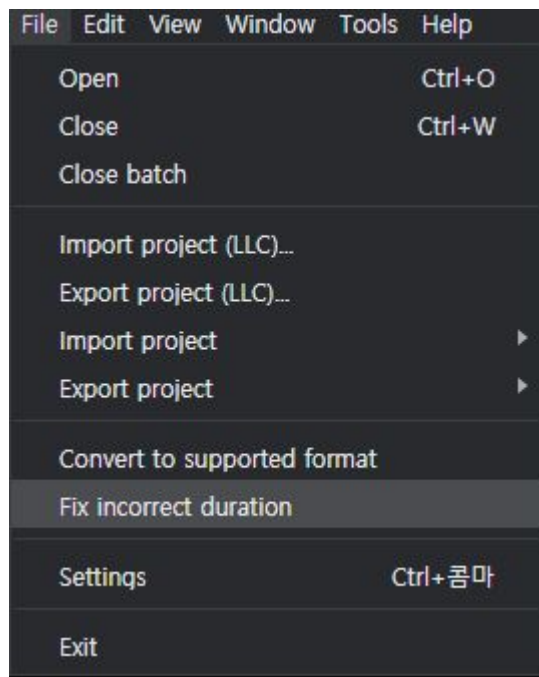 File Edit View Window Tools Help
Open Ctrl+O
Close Ctrl+W
Close batch
Import project (LLC)...
Export project (LLC)...
Import project
Export project
Convert to supported format
Fix incorrect duration
Settings Ctrl+콤마
Exit